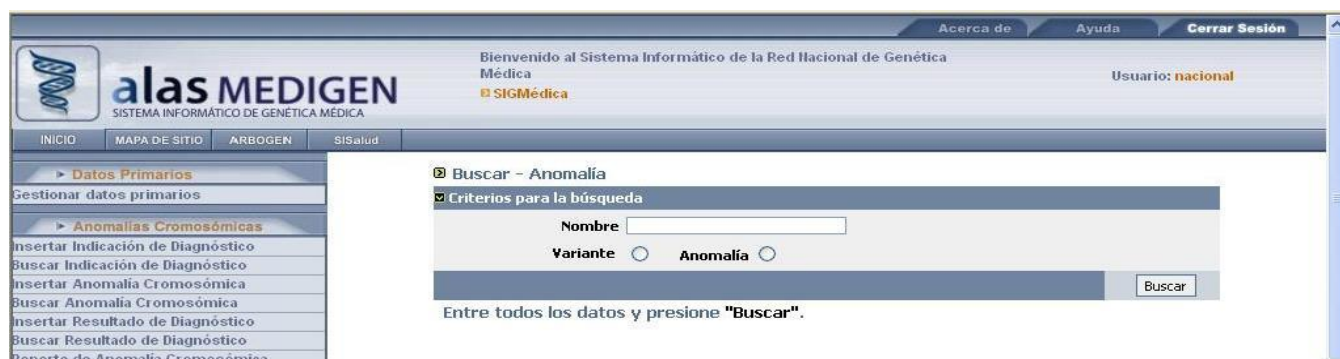 Acerca de Ayuda Cerrar Sesión
alas MEDIGEN
SISTEMA INFORMÁTICO DE GENÉTICA MÉDICA
Bienvenido al Sistema Informático de la Red Nacional de Genética
Médica
SIGMédica
Usuario: nacional
INICIO MAPA DE SITIO ARBOGEN SISalud
Datos Primarios
Gestionar datos primarios
Anomalías Cromosómicas
Insertar Indicación de Diagnóstico
Buscar Indicación de Diagnóstico
Insertar Anomalía Cromosómica
Buscar Anomalía Cromosómica
Insertar Resultado de Diagnóstico
Buscar Resultado de Diagnóstico
Reporte de Anomalía Cromosómica
Buscar - Anomalía
Criterios para la búsqueda
Nombre
Variante Anomalía
Buscar
Entre todos los datos y presione "Buscar".